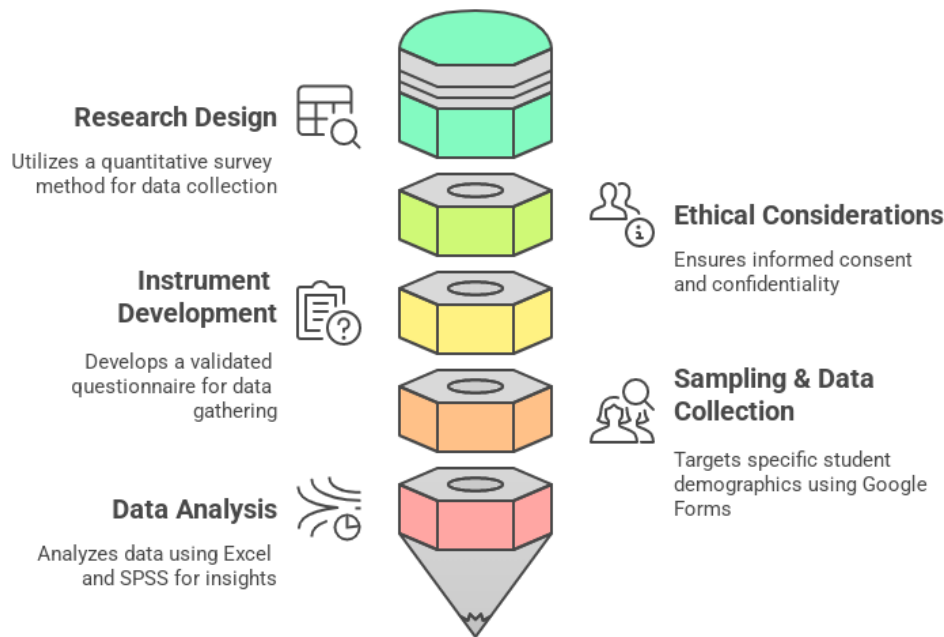 Research Design
Utilizes a quantitative survey
method for data collection
Ethical Considerations
Ensures informed consent
and confidentiality
Instrument
Development
Develops a validated
questionnaire for data
gathering
Sampling & Data
Collection
Targets specific student
demographics using Google
Forms
Data Analysis
Analyzes data using Excel
and SPSS for insights